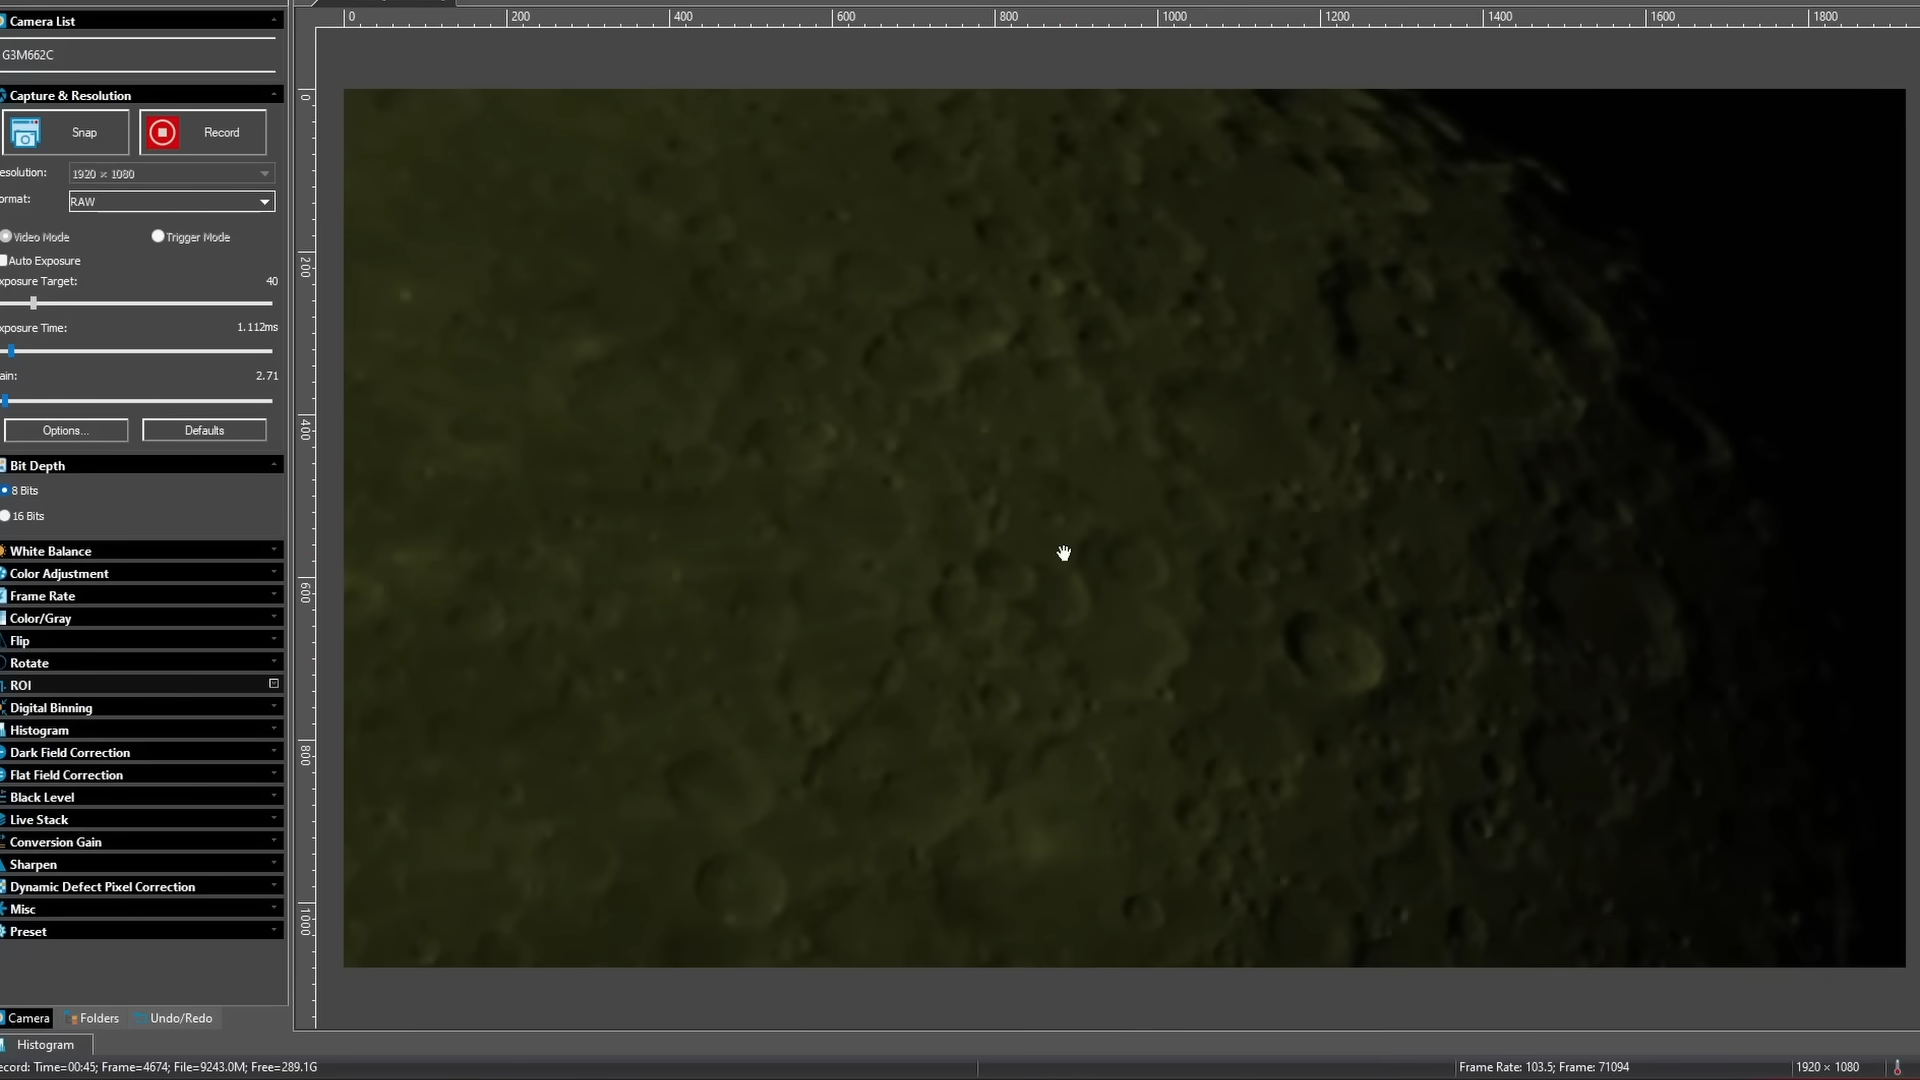 Camera List
G3M662C
Capture & Resolution
Snap
Record
esolution:
1920 × 1080
ormat:
RAW
Video Mode
Trigger Mode
Auto Exposure
xposure Target:
40
xposure Time:
1.112ms
ain:
2.71
Options...
Defaults
Bit Depth
8 Bits
16 Bits
White Balance
Color Adjustment
Frame Rate
Color/Gray
Flip
Rotate
ROI
Digital Binning
Histogram
Dark Field Correction
Flat Field Correction
Black Level
Live Stack
Conversion Gain
Sharpen
Dynamic Defect Pixel Correction
Misc
Preset
Camera
Folders
Undo/Redo
Histogram
ecord: Time=00:45; Frame=4674; File=9243.0M; Free=289.1G
Frame Rate: 103.5; Frame: 71094
1920 × 1080
0
200
400
600
800
1000
1200
1400
1600
1800
0
200
400
600
800
1000